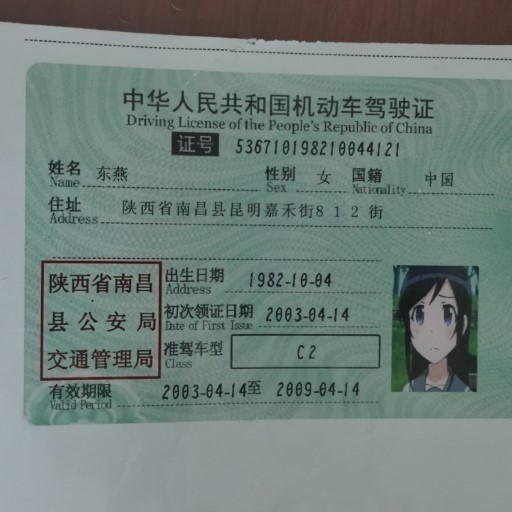 中华人民共和国机动车驾驶证
Driving License of the People's Republic of China
证号 536710198210044121
姓名 东燕 性别 女 国籍 中国
Name Sex Nationality
住址 陕西省南昌县昆明嘉禾街812街
Address
陕西省南昌
县公安局
交通管理局
出生日期 1982-10-04
Address
初次领证日期 2003-04-14
Date of First Issue
准驾车型 C2
Class
有效期限 2003-04-14至 2009-04-14
Valid Period